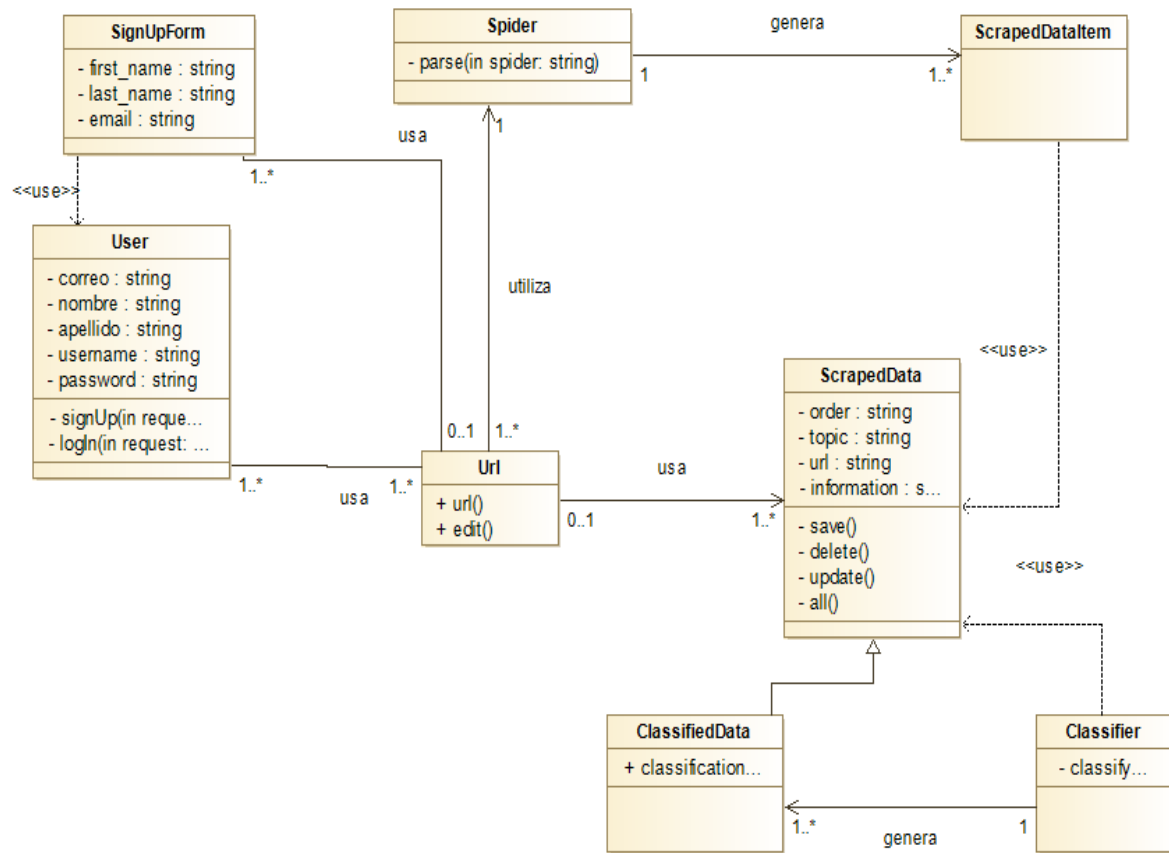 SignUpForm
- first_name : string
- last_name : string
- email : string
Spider
- parse(in spider: string)
genera
1
1..*
ScrapedDataItem
usa
1
1..*
<<use>>
User
- correo : string
- nombre : string
- apellido : string
- username : string
- password : string
- signUp(in reque...
- logIn(in request: ...
utiliza
<<use>>
0..1
1..*
1..*
usa
1..*
Url
+ url()
+ edit()
usa
0..1
1..*
ScrapedData
- order : string
- topic : string
- url : string
- information : s...
- save()
- delete()
- update()
- all()
<<use>>
ClassifiedData
+ classification...
Classifier
- classify...
1..*
genera
1